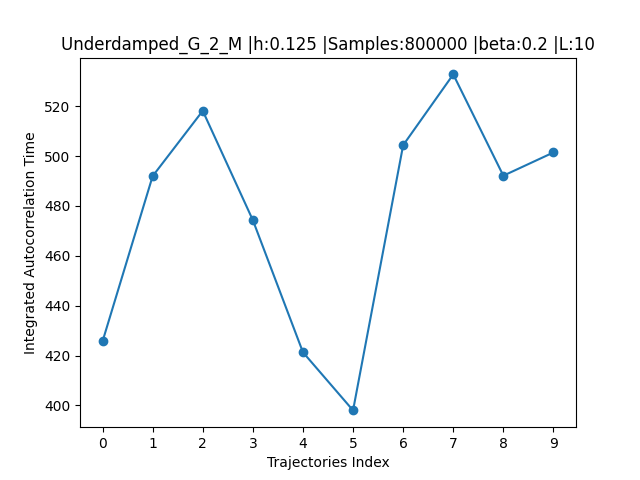 Underdamped_G_2_M |h:0.125 |Samples:800000 |beta:0.2 |L:10
Integrated Autocorrelation Time
520
500
480
460
440
420
400
0 1 2 3 4 5 6 7 8 9
Trajectories Index